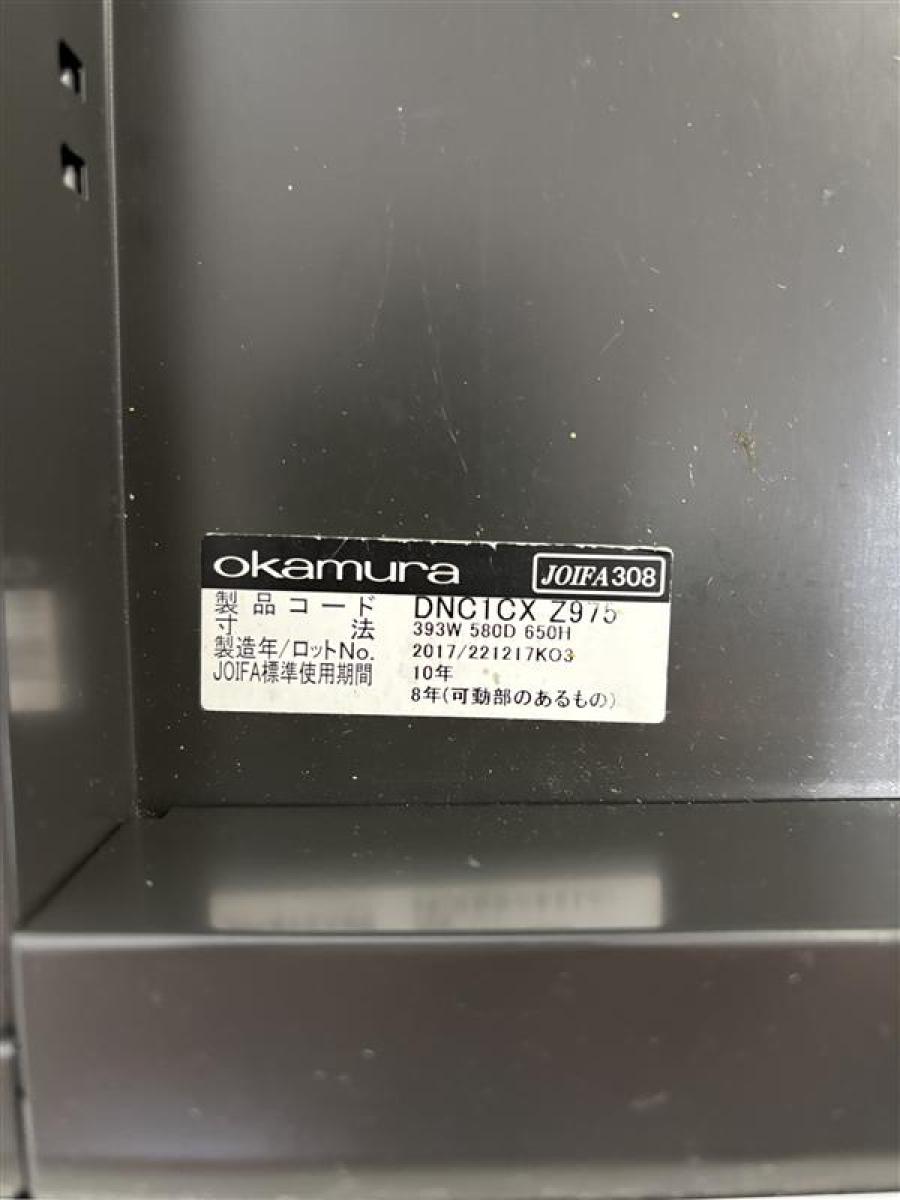 okamura JOIFA308
製品コード DNC1CX Z975
寸法 393W 580D 650H
製造年/ロットNo. 2017/221217K03
JOIFA標準使用期間 10年
8年(可動部のあるもの)